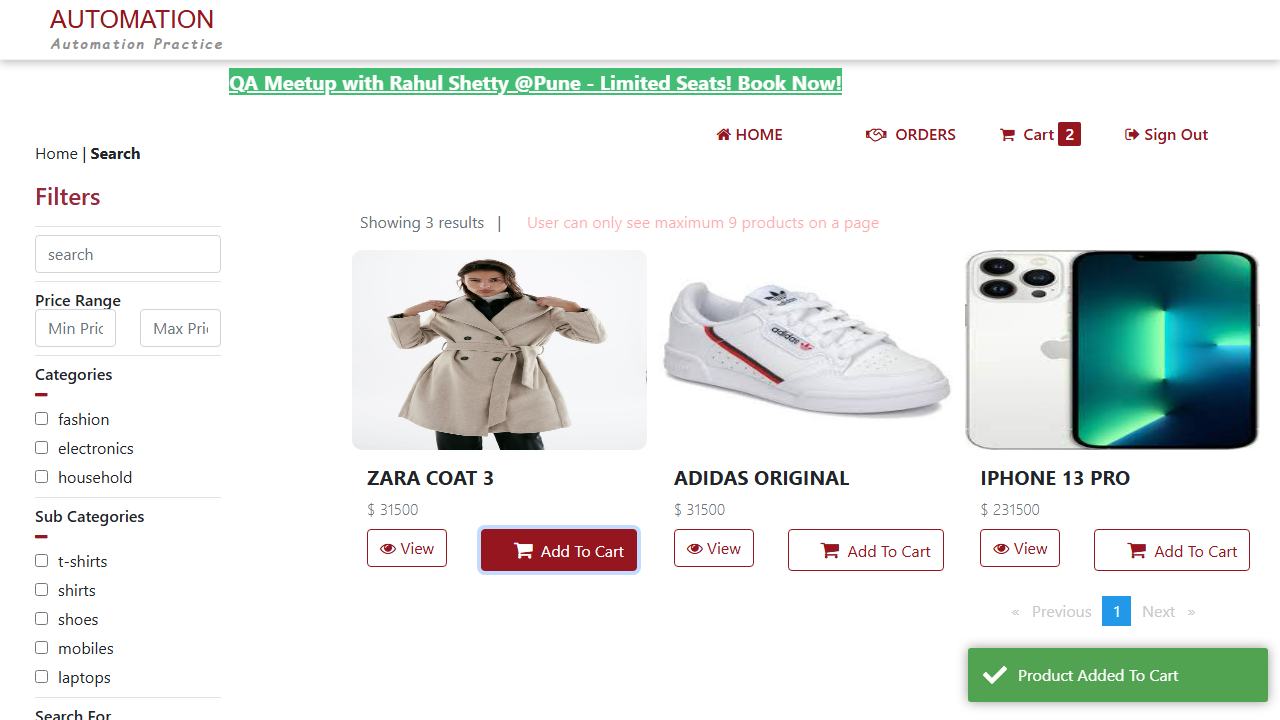 AUTOMATION
Automation Practice
QA Meetup with Rahul Shetty @Pune - Limited Seats! Book Now!
HOME
ORDERS
Cart 2
Sign Out
Home | Search
Filters
Showing 3 results |
User can only see maximum 9 products on a page
search
Price Range
Min Pric
Max Pri
Categories
fashion
electronics
household
Sub Categories
t-shirts
shirts
shoes
mobiles
laptops
Search For
adidas
ZARA COAT 3
$ 31500
View
Add To Cart
ADIDAS ORIGINAL
$ 31500
View
Add To Cart
IPHONE 13 PRO
$ 231500
View
Add To Cart
« Previous 1 Next »
Product Added To Cart